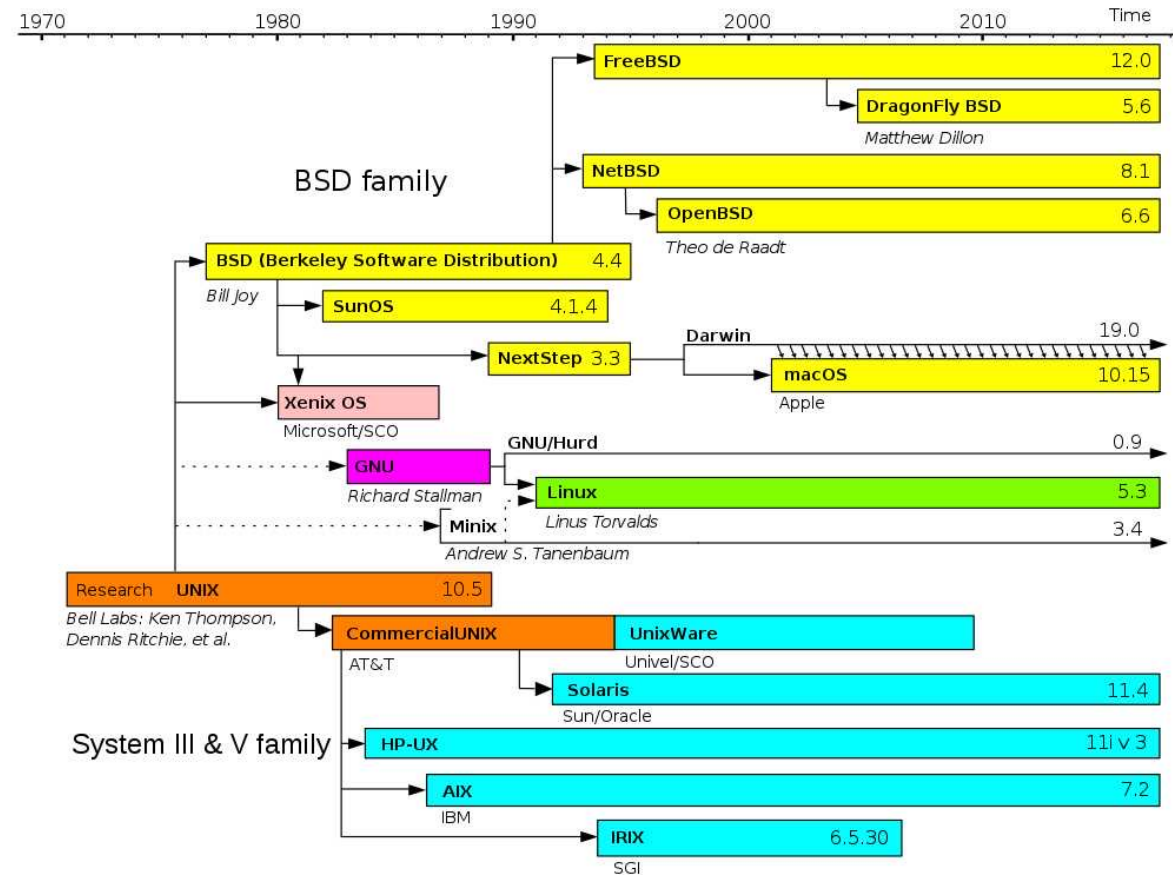 1970 1980 1990 2000 2010 Time
FreeBSD 12.0
DragonFly BSD 5.6
Matthew Dillon
BSD family
NetBSD 8.1
OpenBSD 6.6
Theo de Raadt
BSD (Berkeley Software Distribution) 4.4
Bill Joy
SunOS 4.1.4
Darwin 19.0
NextStep 3.3
macOS 10.15
Apple
Xenix OS
Microsoft/SCO
GNU/Hurd 0.9
GNU
Richard Stallman
Linux 5.3
Linus Torvalds
Minix 3.4
Andrew S. Tanenbaum
Research UNIX 10.5
Bell Labs: Ken Thompson,
Dennis Ritchie, et al.
CommercialUNIX UnixWare
AT&T Univel/SCO
Solaris 11.4
Sun/Oracle
System III & V family
HP-UX 11i v 3
AIX 7.2
IBM
IRIX 6.5.30
SGI